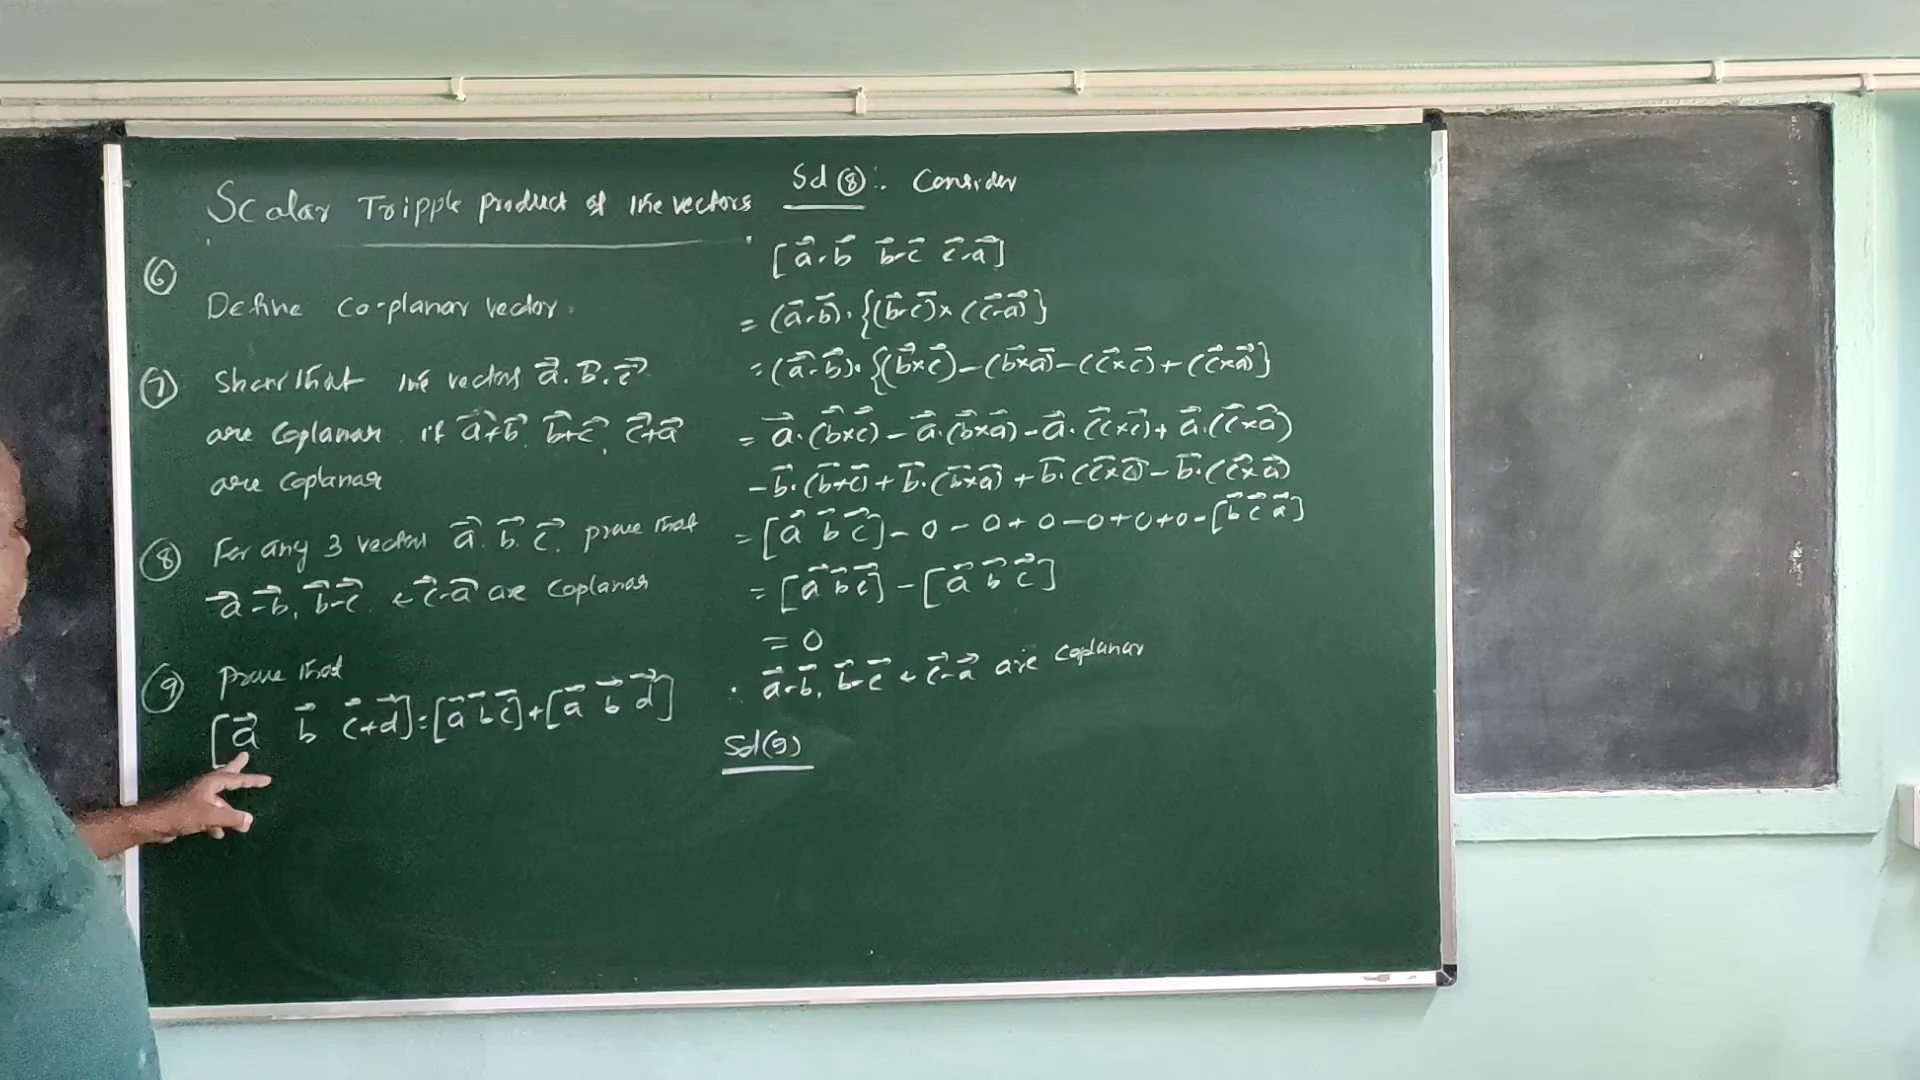 Scalar Tripple product of the vectors
⑥
Define co-planar vector.
⑦ Show that the vectors a⃗. b⃗. c⃗
are coplanar if a⃗+b⃗, b⃗+c⃗, c⃗+a⃗
are coplanar
⑧ For any 3 vectors a⃗. b⃗. c⃗. prove that
a⃗-b⃗, b⃗-c⃗ & c⃗-a⃗ are coplanar
⑨ prove that
[a⃗ b⃗ c⃗+d⃗]=[a⃗ b⃗ c⃗]+[a⃗ b⃗ d⃗]
Sol ⑧:. Consider
[a⃗-b⃗ b⃗-c⃗ c⃗-a⃗]
= (a⃗-b⃗)·{(b⃗-c⃗)×(c⃗-a⃗)}
= (a⃗-b⃗)·{(b⃗×c⃗)-(b⃗×a⃗)-(c⃗×c⃗)+(c⃗×a⃗)}
= a⃗·(b⃗×c⃗)-a⃗·(b⃗×a⃗)-a⃗·(c⃗×c⃗)+a⃗·(c⃗×a⃗)
-b⃗·(b⃗×c⃗)+b⃗·(b⃗×a⃗)+b⃗·(c⃗×c⃗)-b⃗·(c⃗×a⃗)
= [a⃗ b⃗ c⃗]-0-0+0-0+0+0-[b⃗ c⃗ a⃗]
= [a⃗ b⃗ c⃗]-[a⃗ b⃗ c⃗]
= 0
∴ a⃗-b⃗, b⃗-c⃗ & c⃗-a⃗ are coplanar
Sol(9)